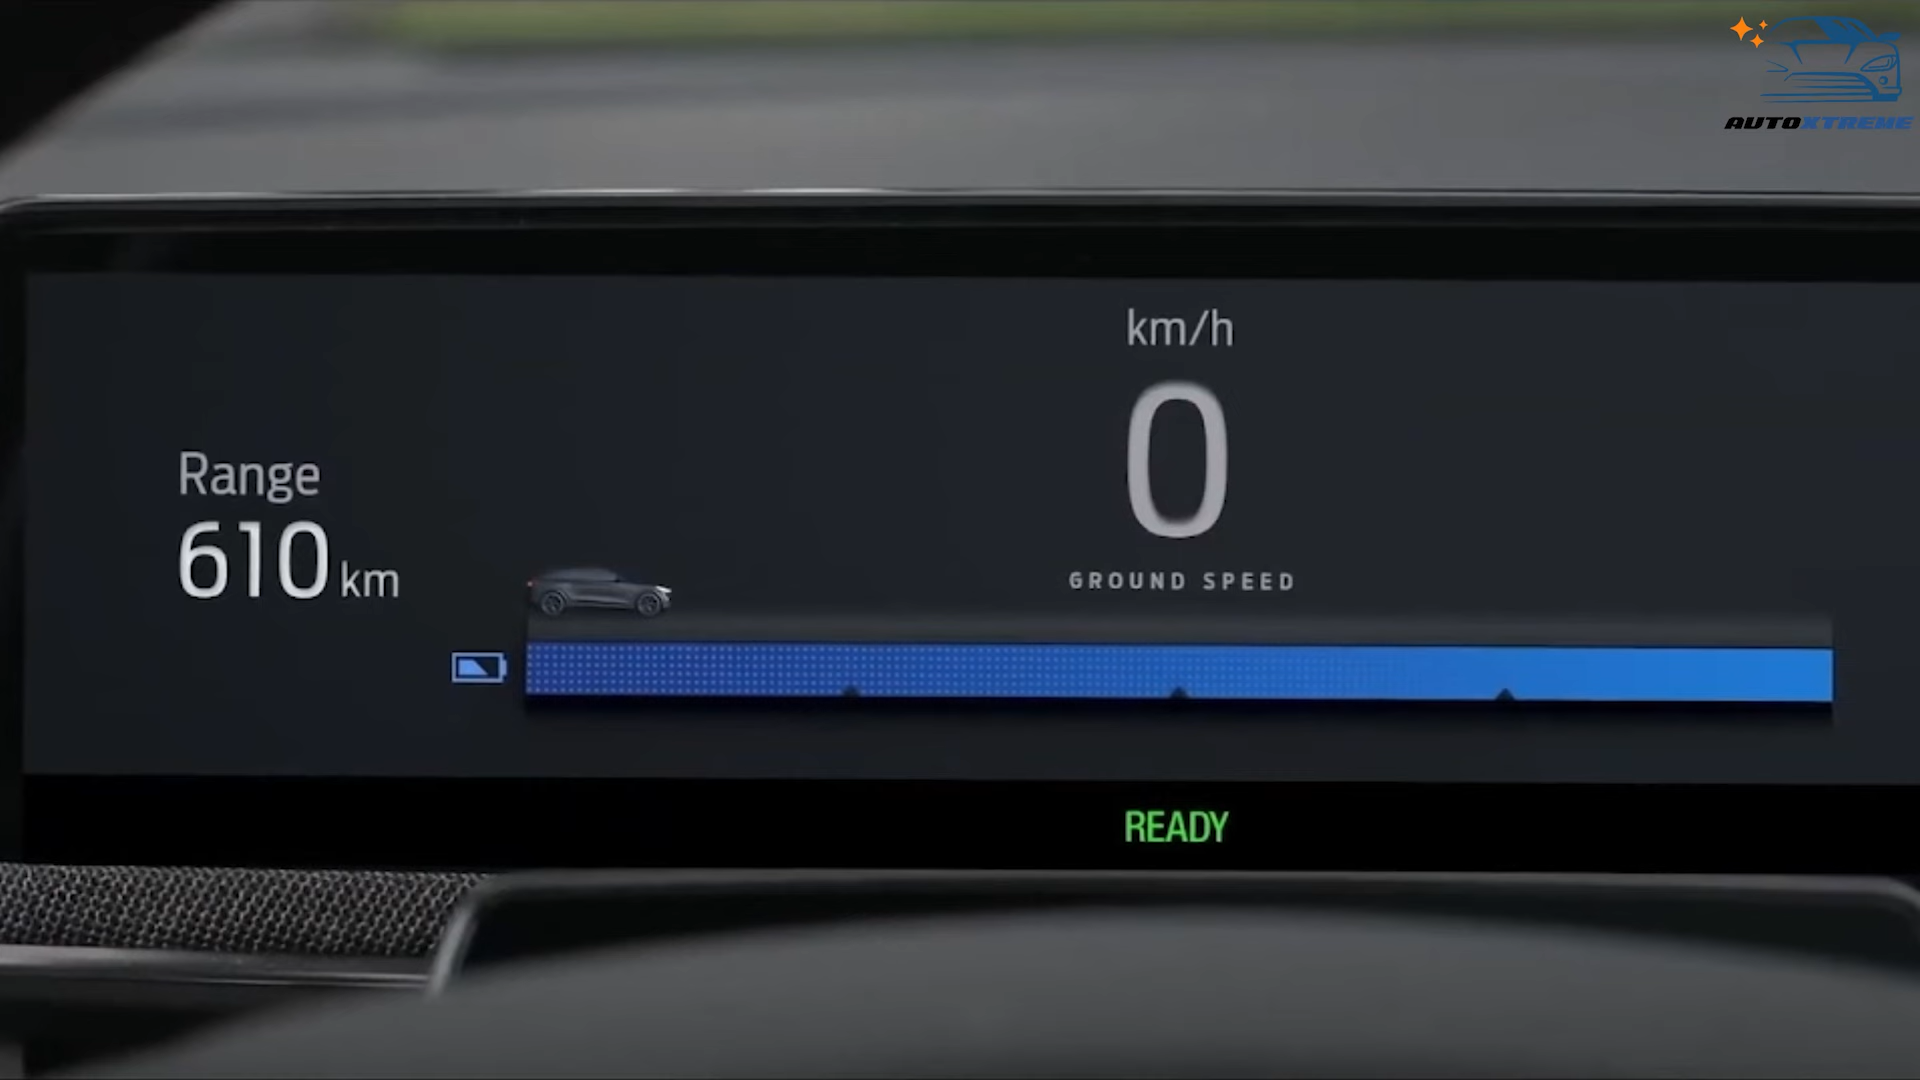 AUTOXTREME
km/h
0
GROUND SPEED
Range
610 km
READY